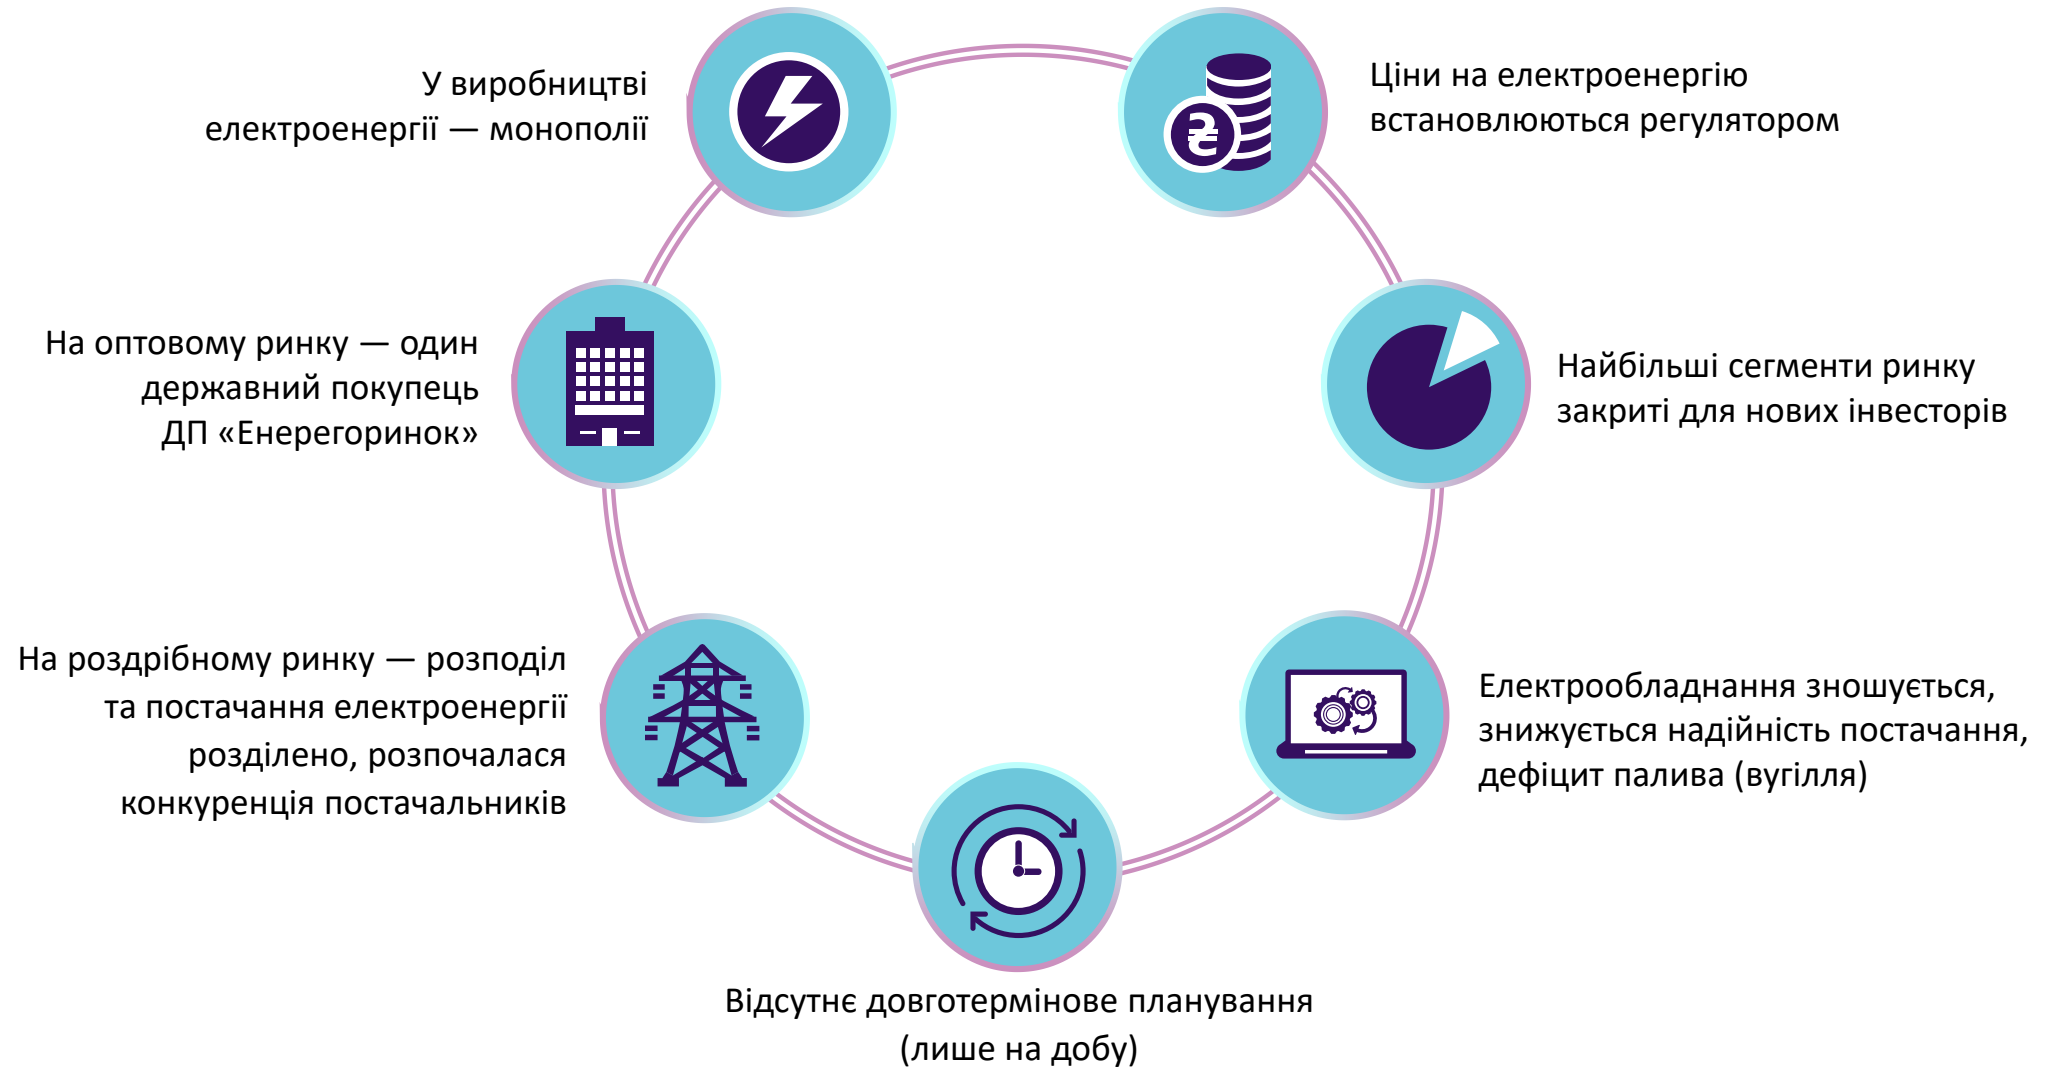 У виробництві
електроенергії — монополії
Ціни на електроенергію
встановлюються регулятором
На оптовому ринку — один
державний покупець
ДП «Енерегоринок»
Найбільші сегменти ринку
закриті для нових інвесторів
На роздрібному ринку — розподіл
та постачання електроенергії
розділено, розпочалася
конкуренція постачальників
Електрообладнання зношується,
знижується надійність постачання,
дефіцит палива (вугілля)
Відсутнє довготермінове планування
(лише на добу)
₴